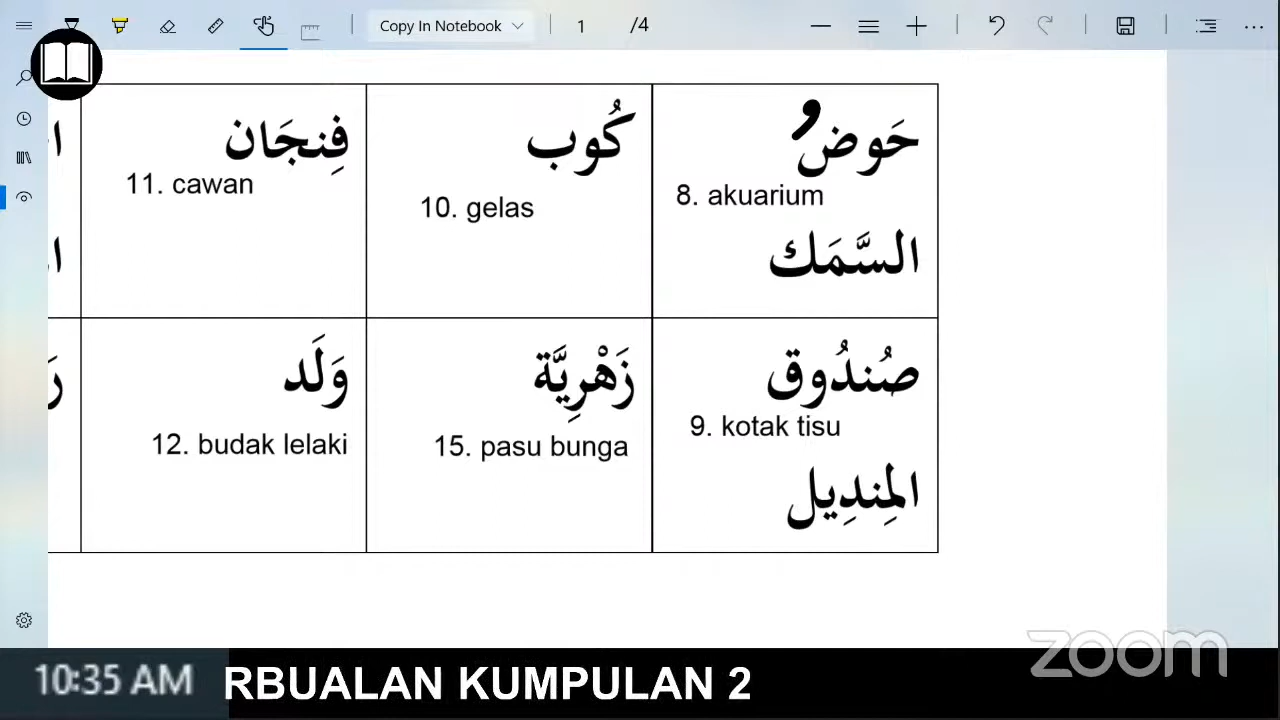 Copy In Notebook
1
/4
حَوضُ
8. akuarium
السَّمَك
كُوب
10. gelas
فِنجَان
11. cawan
صُندُوق
9. kotak tisu
المِندِيل
زَهْرِيَّة
15. pasu bunga
وَلَد
12. budak lelaki
zoom
10:35 AM
RBUALAN KUMPULAN 2